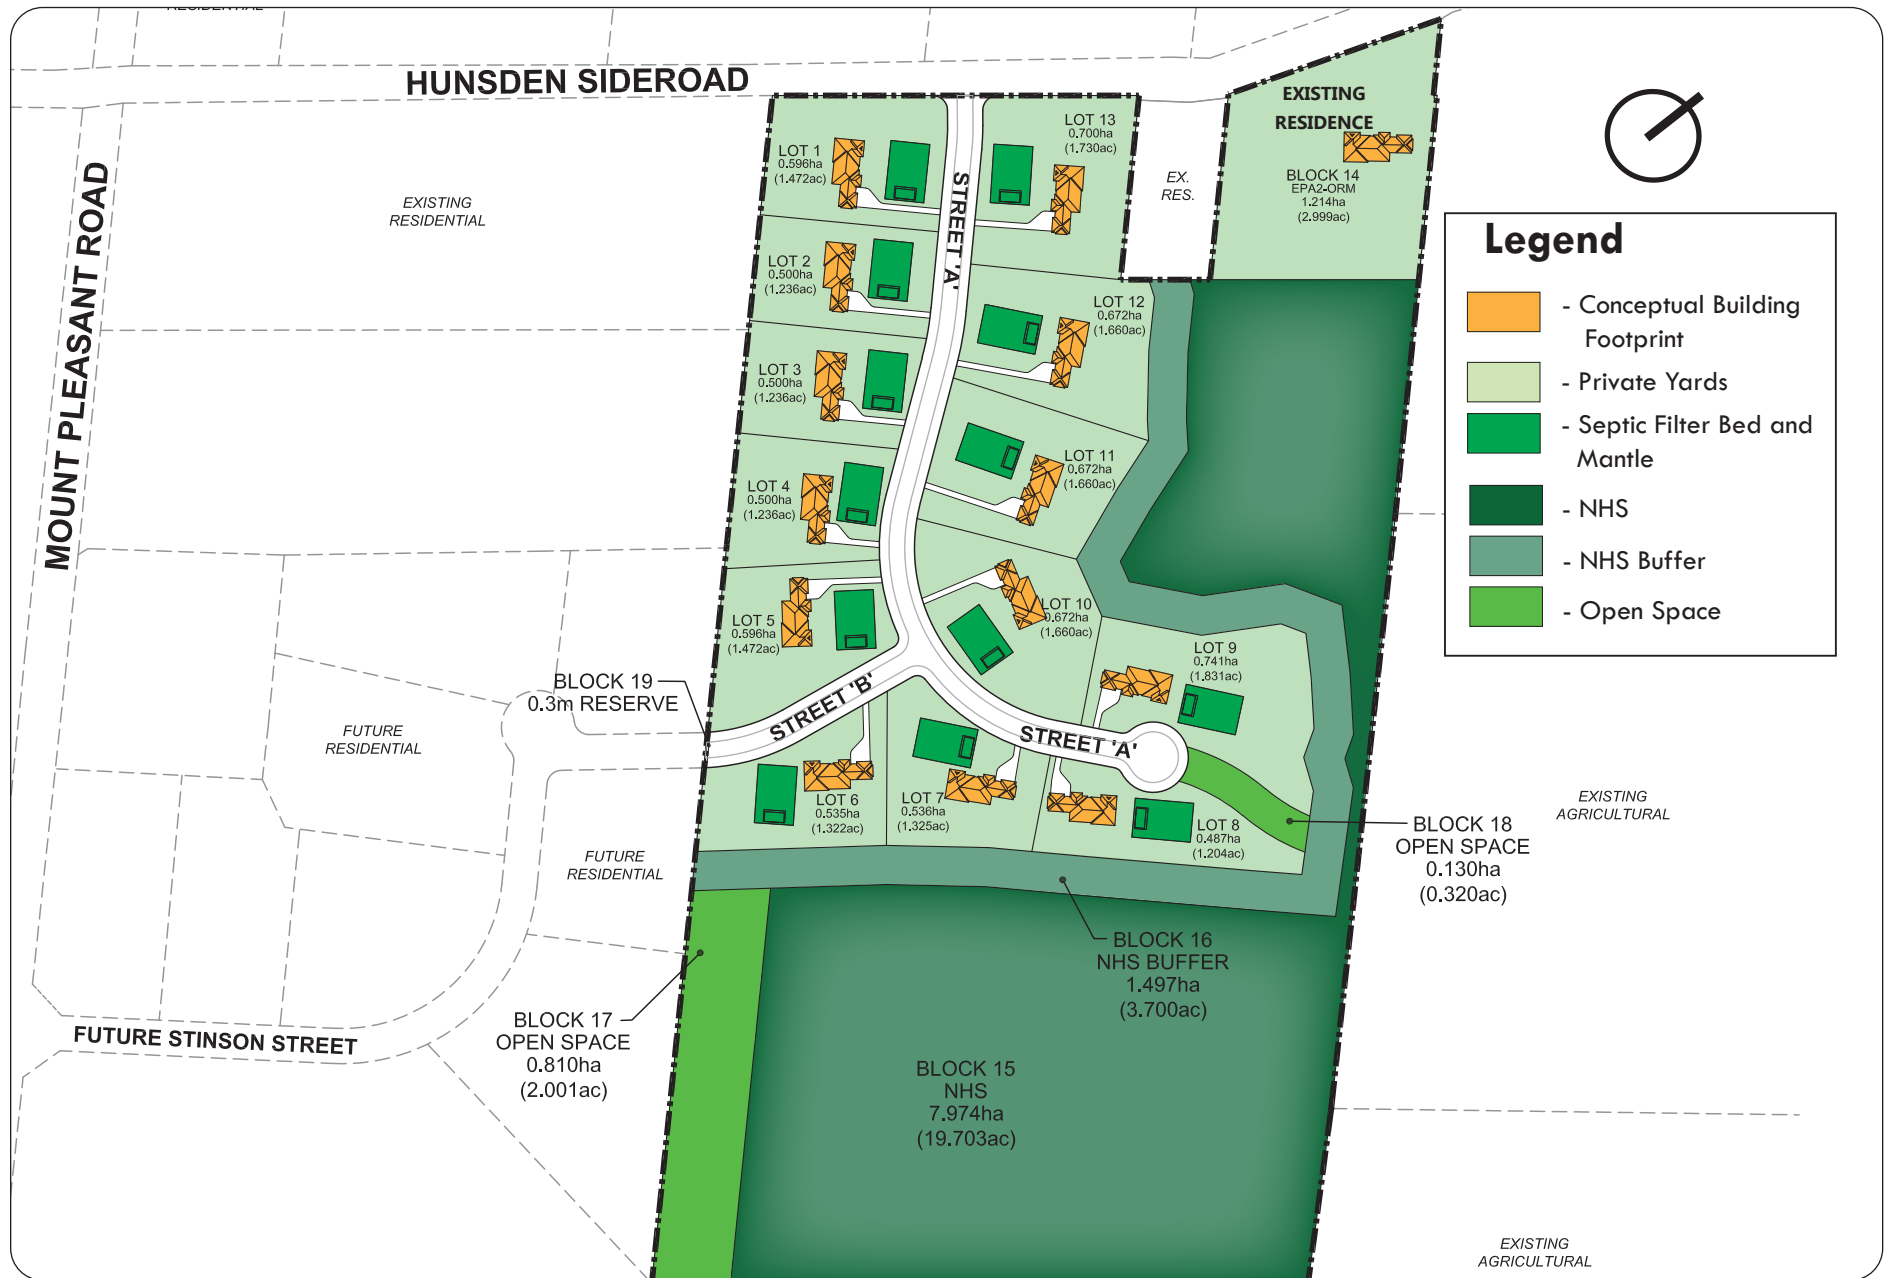 RESIDENTIAL
HUNSDEN SIDEROAD
MOUNT PLEASANT ROAD
EXISTING
RESIDENTIAL
LOT 1
0.596ha
(1.472ac)
LOT 13
0.700ha
(1.730ac)
STREET 'A'
EX.
RES.
EXISTING
RESIDENCE
BLOCK 14
EPA2-ORM
1.214ha
(2.999ac)
LOT 2
0.500ha
(1.236ac)
LOT 12
0.672ha
(1.660ac)
LOT 3
0.500ha
(1.236ac)
LOT 11
0.672ha
(1.660ac)
LOT 4
0.500ha
(1.236ac)
LOT 10
0.672ha
(1.660ac)
LOT 5
0.596ha
(1.472ac)
LOT 9
0.741ha
(1.831ac)
BLOCK 19
0.3m RESERVE
STREET 'B'
STREET 'A'
FUTURE
RESIDENTIAL
LOT 6
0.535ha
(1.322ac)
LOT 7
0.536ha
(1.325ac)
LOT 8
0.487ha
(1.204ac)
FUTURE
RESIDENTIAL
EXISTING
AGRICULTURAL
BLOCK 18
OPEN SPACE
0.130ha
(0.320ac)
BLOCK 16
NHS BUFFER
1.497ha
(3.700ac)
BLOCK 17
OPEN SPACE
0.810ha
(2.001ac)
FUTURE STINSON STREET
BLOCK 15
NHS
7.974ha
(19.703ac)
EXISTING
AGRICULTURAL
Legend
- Conceptual Building
Footprint
- Private Yards
- Septic Filter Bed and
Mantle
- NHS
- NHS Buffer
- Open Space